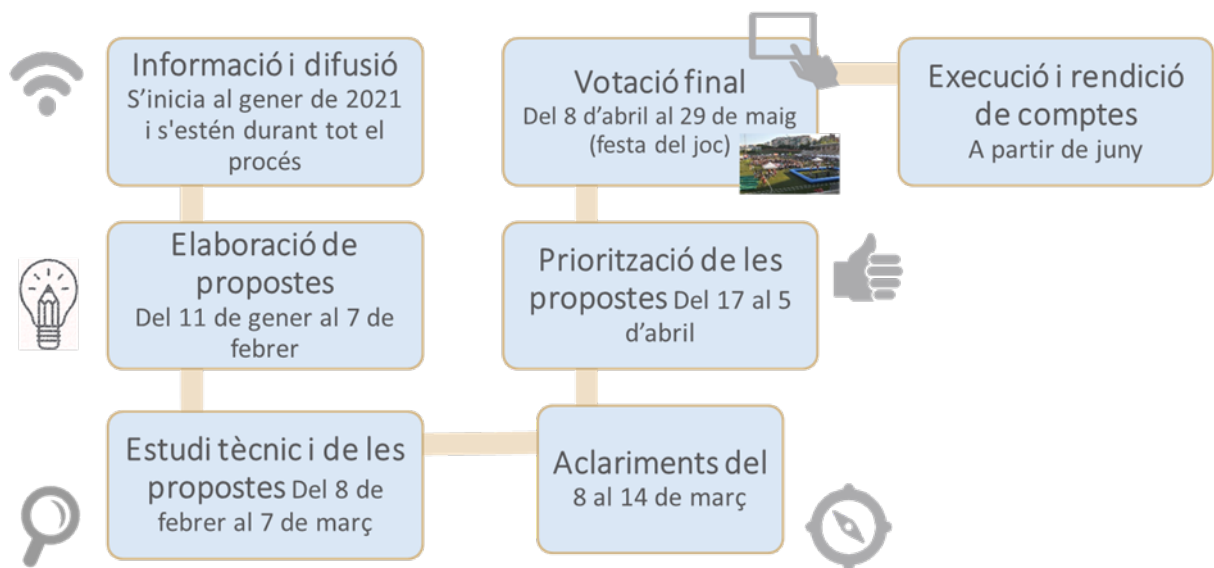 Informació i difusió
S'inicia al gener de 2021
i s'estén durant tot el
procés
Elaboració de
propostes
Del 11 de gener al 7 de
febrer
Estudi tècnic i de les
propostes Del 8 de
febrer al 7 de març
Aclariments del
8 al 14 de març
Priorització de les
propostes Del 17 al 5
d'abril
Votació final
Del 8 d'abril al 29 de maig
(festa del joc)
Execució i rendició
de comptes
A partir de juny